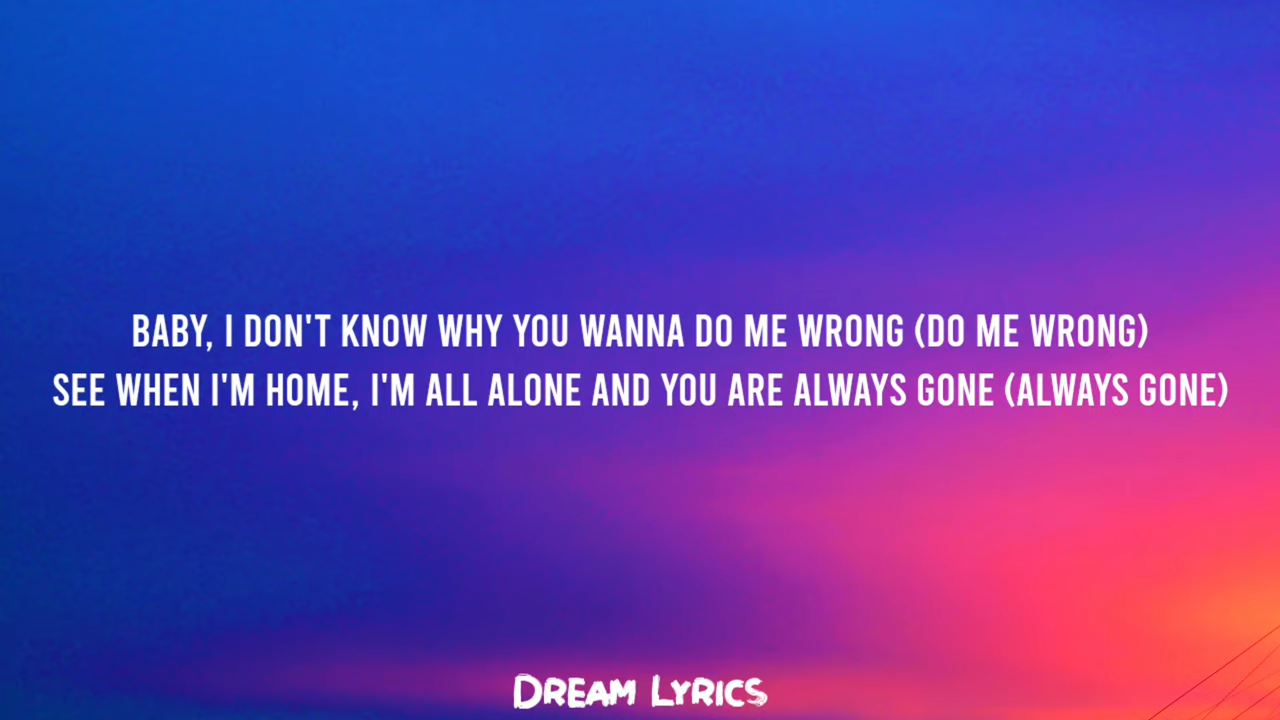 BABY, I DON'T KNOW WHY YOU WANNA DO ME WRONG (DO ME WRONG)
SEE WHEN I'M HOME, I'M ALL ALONE AND YOU ARE ALWAYS GONE (ALWAYS GONE)
DREAM LYRICS